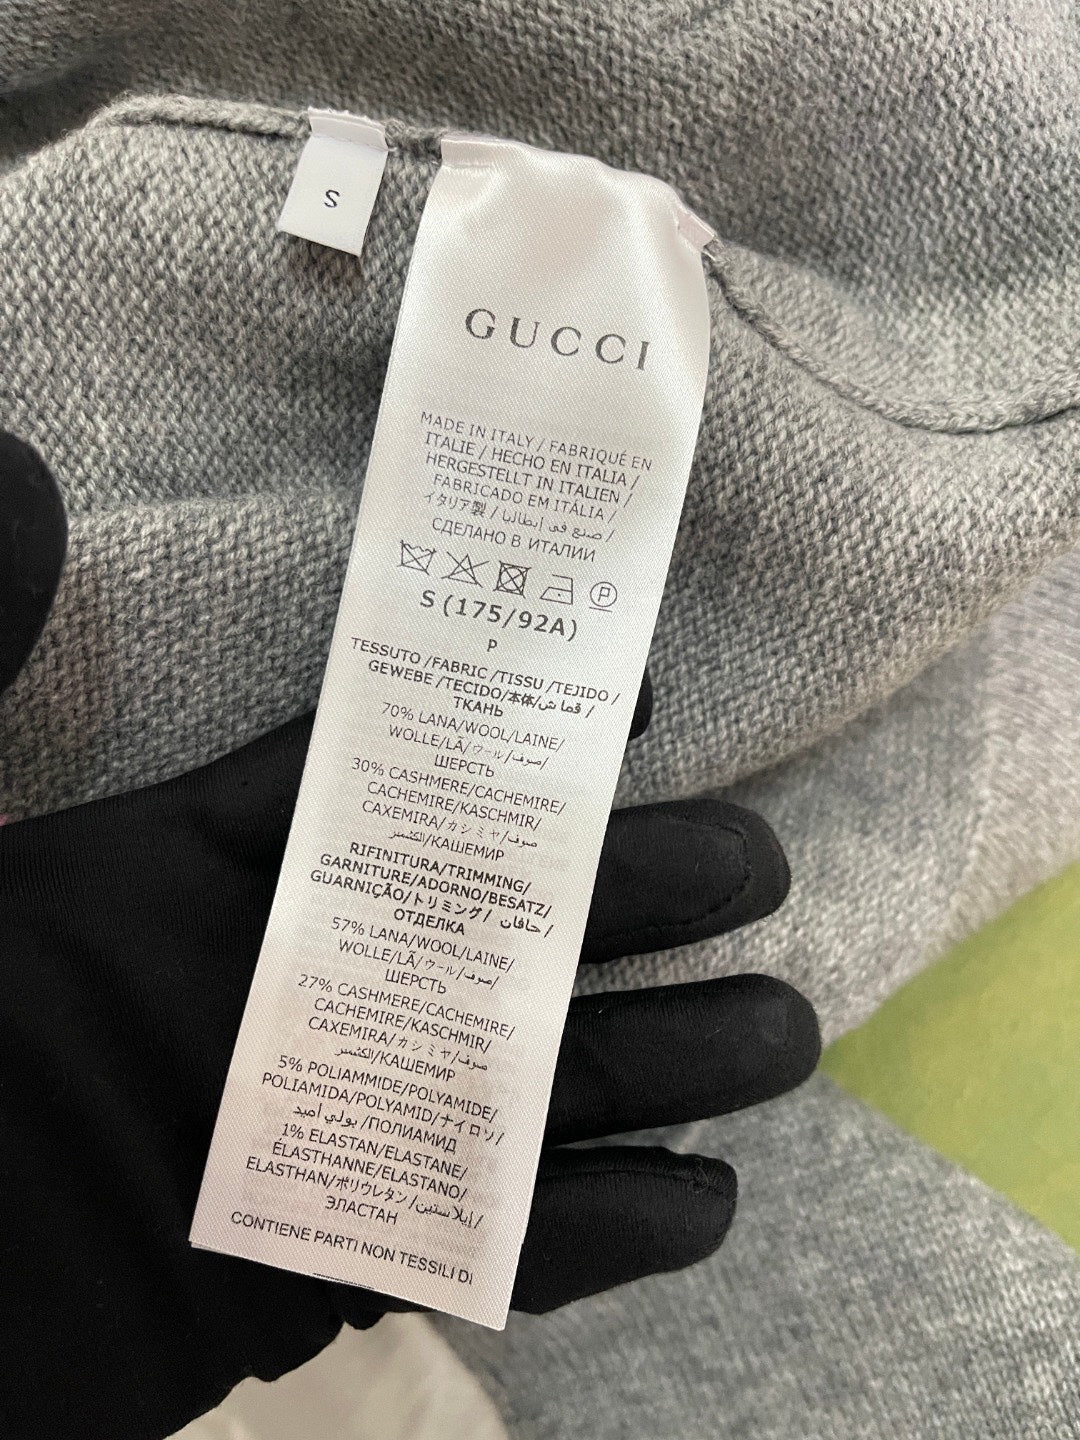 S
GUCCI
MADE IN ITALY / FABRIQUÉ EN
ITALIE / HECHO EN ITALIA /
HERGESTELLT IN ITALIEN /
FABRICADO EM ITÁLIA /
イタリア製 / صنع في إيطاليا /
СДЕЛАНО В ИТАЛИИ
P
S (175/92A)
P
TESSUTO /FABRIC /TISSU /TEJIDO /
GEWEBE /TECIDO/本体/قماش /
ТКАНЬ
70% LANA/WOOL/LAINE/
WOLLE/LÃ/ウール/صوف/
ШЕРСТЬ
30% CASHMERE/CACHEMIRE/
CACHEMIRE/KASCHMIR/
CAXEMIRA/カシミヤ/صوف
الكشمير/КАШЕМИР
RIFINITURA/TRIMMING/
GARNITURE/ADORNO/BESATZ/
GUARNIÇÃO/トリミング/ حافات /
ОТДЕЛКА
57% LANA/WOOL/LAINE/
WOLLE/LÃ/ウール/صوف/
ШЕРСТЬ
27% CASHMERE/CACHEMIRE/
CACHEMIRE/KASCHMIR/
CAXEMIRA/カシミヤ/صوف
الكشمير/КАШЕМИР
5% POLIAMMIDE/POLYAMIDE/
POLIAMIDA/POLYAMID/ナイロン/
بولي أميد/ПОЛИАМИД
1% ELASTAN/ELASTANE/
ÉLASTHANNE/ELASTANO/
ELASTHAN/ポリウレタン/إيلاستين/
ЭЛАСТАН
CONTIENE PARTI NON TESSILI DI